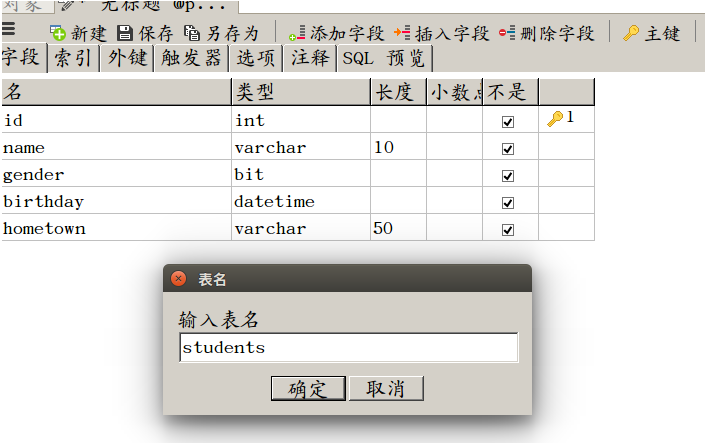 对象 无标题 @p...
新建 保存 另存为 添加字段 插入字段 删除字段 主键
字段 索引 外键 触发器 选项 注释 SQL 预览
名 类型 长度 小数点 不是
id int 1
name varchar 10
gender bit
birthday datetime
hometown varchar 50
表名
输入表名
students
确定 取消